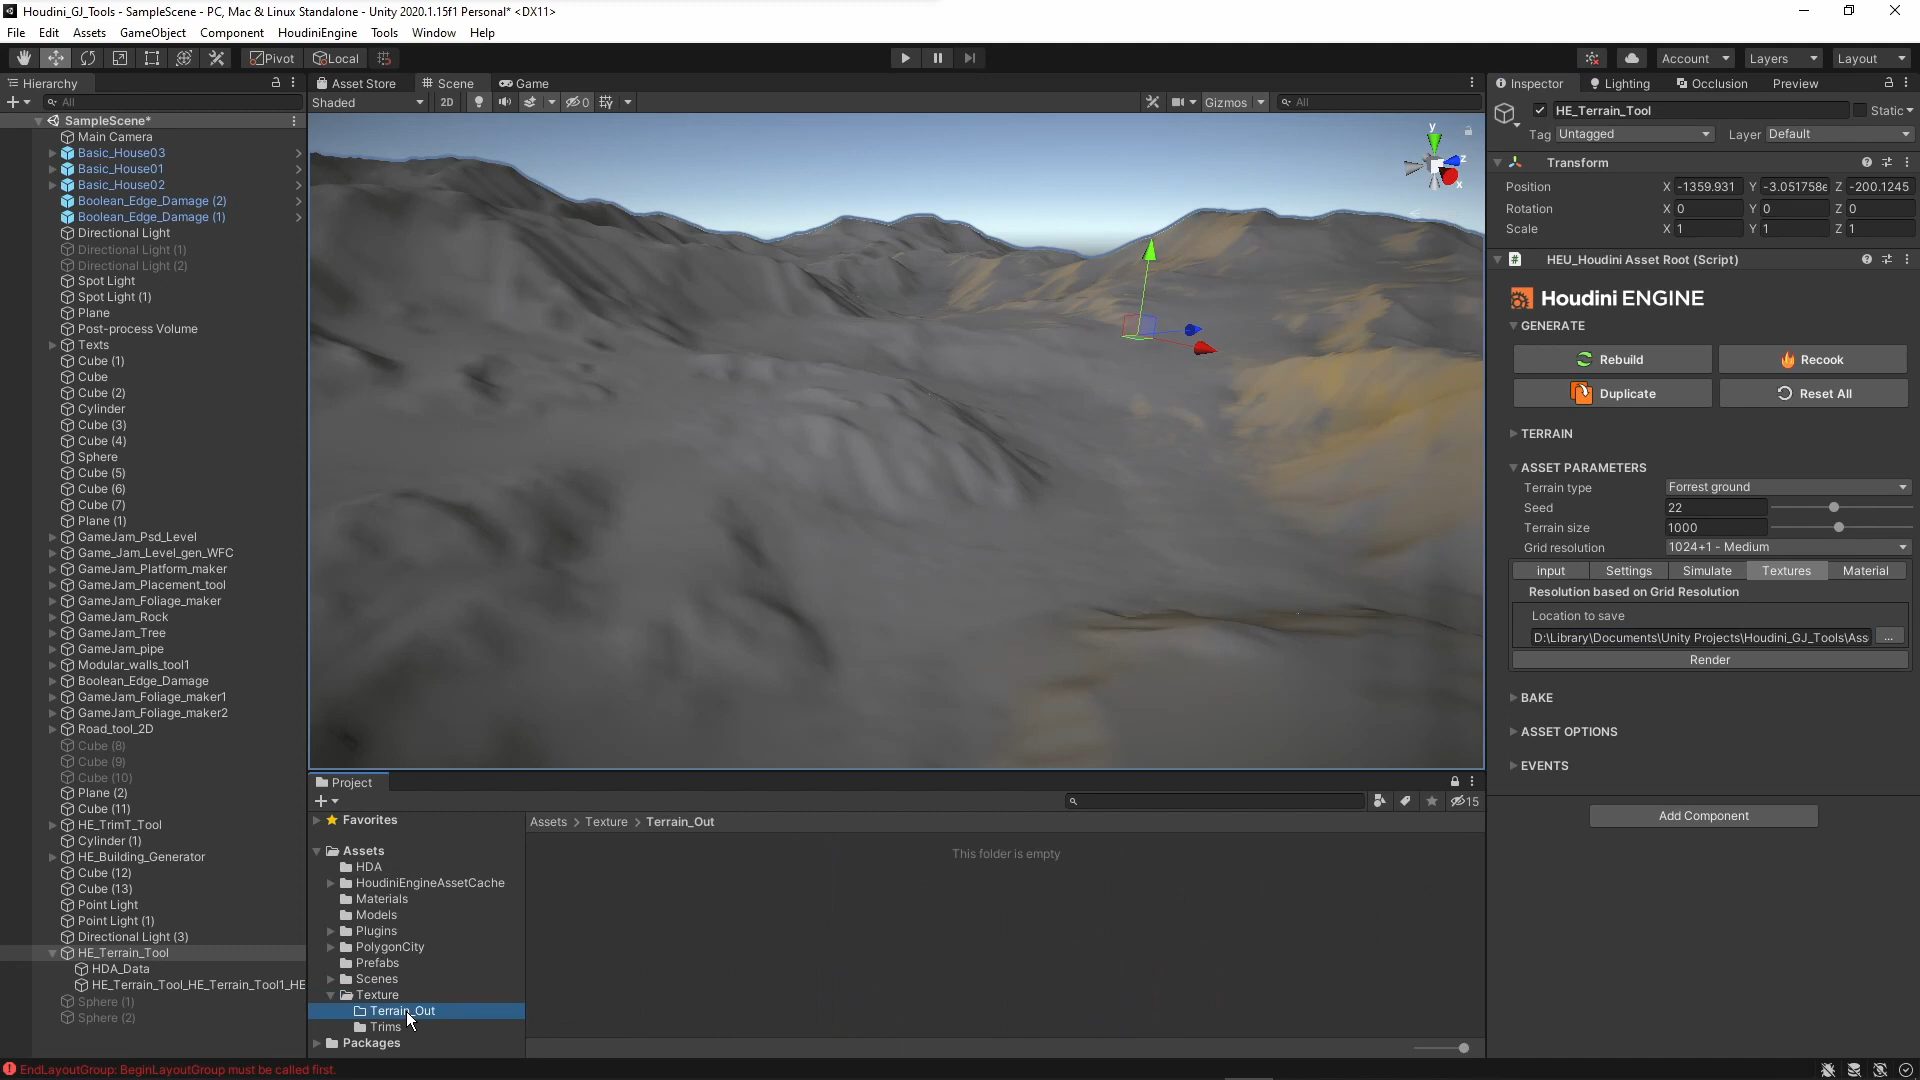 Houdini_GJ_Tools - SampleScene - PC, Mac & Linux Standalone - Unity 2020.1.15f1 Personal* <DX11>
File Edit Assets GameObject Component HoudiniEngine Tools Window Help
Pivot Local Account Layers Layout
Hierarchy
All
SampleScene*
Main Camera
Basic_House03
Basic_House01
Basic_House02
Boolean_Edge_Damage (2)
Boolean_Edge_Damage (1)
Directional Light
Directional Light (1)
Directional Light (2)
Spot Light
Spot Light (1)
Plane
Post-process Volume
Texts
Cube (1)
Cube
Cube (2)
Cylinder
Cube (3)
Cube (4)
Sphere
Cube (5)
Cube (6)
Cube (7)
Plane (1)
GameJam_Psd_Level
Game_Jam_Level_gen_WFC
GameJam_Platform_maker
GameJam_Placement_tool
GameJam_Foliage_maker
GameJam_Rock
GameJam_Tree
GameJam_pipe
Modular_walls_tool1
Boolean_Edge_Damage
GameJam_Foliage_maker1
GameJam_Foliage_maker2
Road_tool_2D
Cube (8)
Cube (9)
Cube (10)
Plane (2)
Cube (11)
HE_TrimT_Tool
Cylinder (1)
HE_Building_Generator
Cube (12)
Cube (13)
Point Light
Point Light (1)
Directional Light (3)
HE_Terrain_Tool
HDA_Data
HE_Terrain_Tool_HE_Terrain_Tool1_HE
Sphere (1)
Sphere (2)
Asset Store Scene Game
Shaded 2D 0 Gizmos All
y
z
x
Project
15
Favorites
Assets
HDA
HoudiniEngineAssetCache
Materials
Models
Plugins
PolygonCity
Prefabs
Scenes
Texture
Terrain_Out
Trims
Packages
Assets > Texture > Terrain_Out
This folder is empty
Inspector Lighting Occlusion Preview
HE_Terrain_Tool Static
Tag Untagged Layer Default
Transform
Position X -1359.931 Y -3.051758e Z -200.1245
Rotation X 0 Y 0 Z 0
Scale X 1 Y 1 Z 1
# HEU_Houdini Asset Root (Script)
Houdini ENGINE
GENERATE
Rebuild Recook
Duplicate Reset All
TERRAIN
ASSET PARAMETERS
Terrain type Forrest ground
Seed 22
Terrain size 1000
Grid resolution 1024+1 - Medium
input Settings Simulate Textures Material
Resolution based on Grid Resolution
Location to save
D:\Library\Documents\Unity Projects\Houdini_GJ_Tools\Ass ...
Render
BAKE
ASSET OPTIONS
EVENTS
Add Component
EndLayoutGroup: BeginLayoutGroup must be called first.